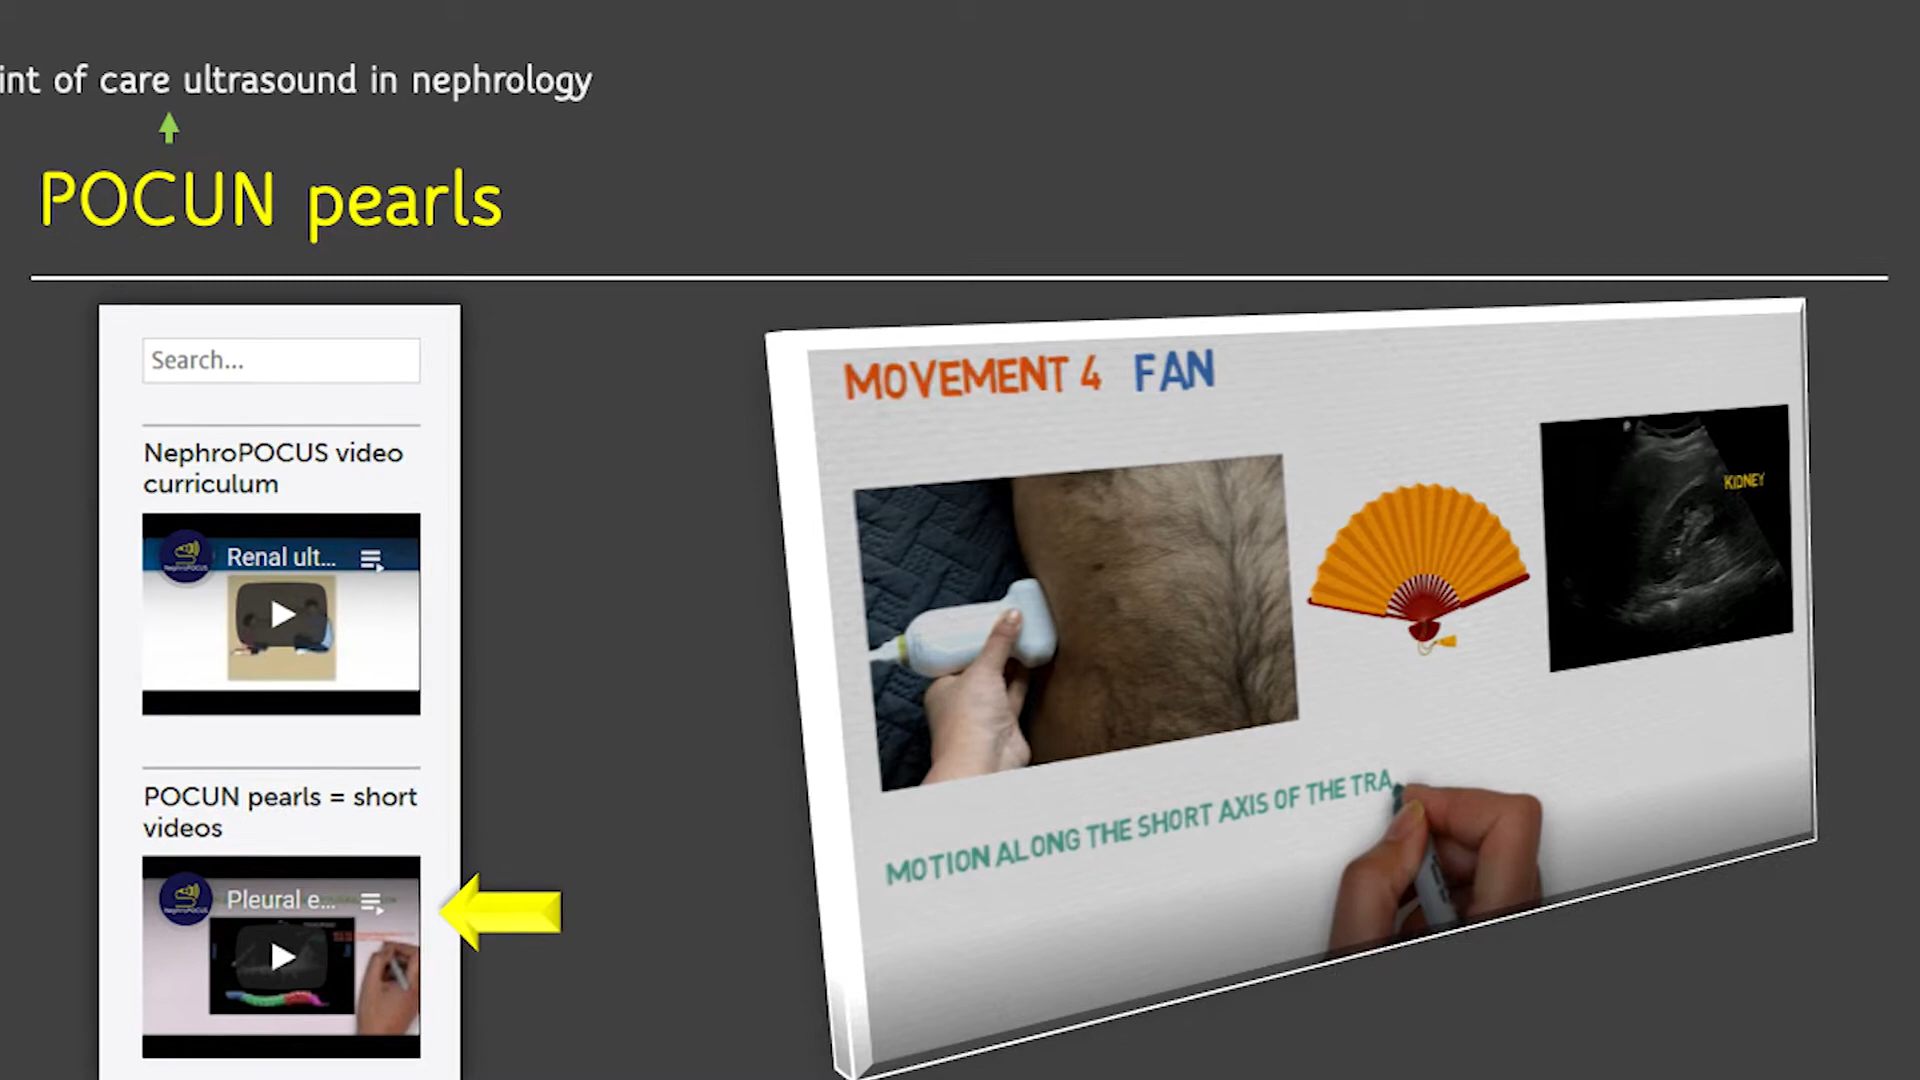 int of care ultrasound in nephrology
POCUN pearls
Search...
NephroPOCUS video
curriculum
Renal ult...
POCUN pearls = short
videos
Pleural e...
MOVEMENT 4 FAN
KIDNEY
MOTION ALONG THE SHORT AXIS OF THE TRA